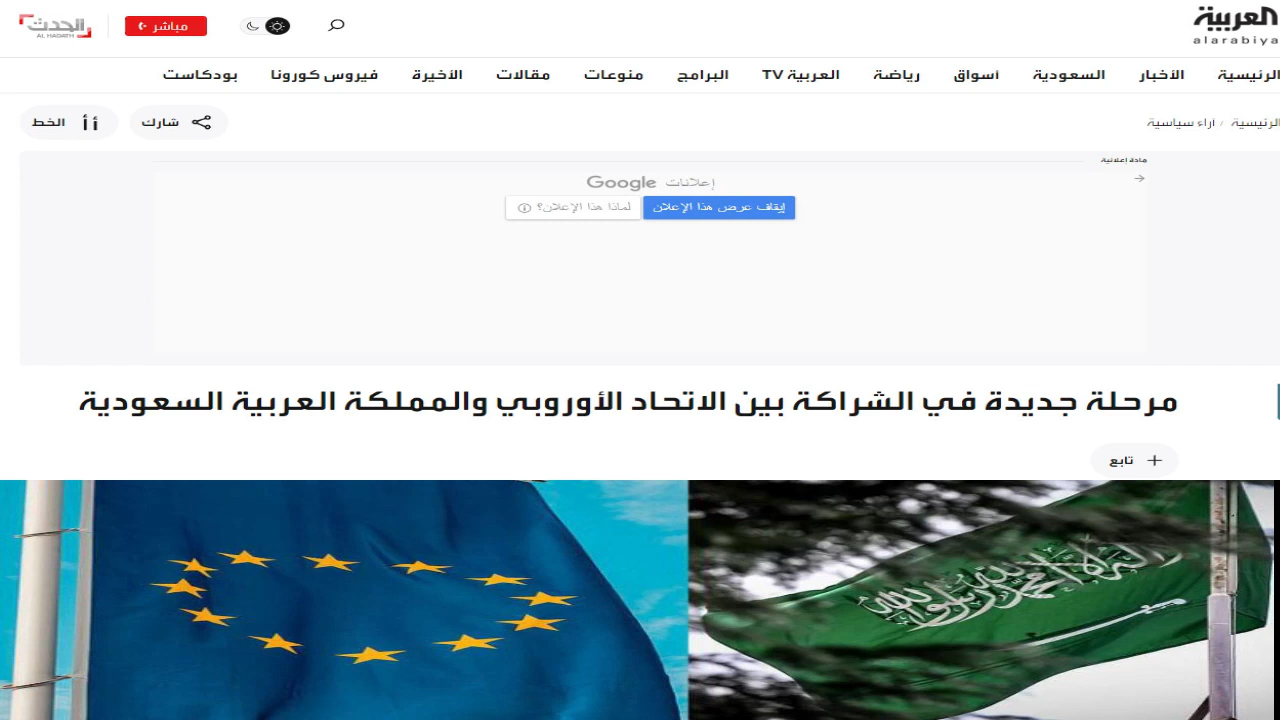 العربية
alarabiya
مباشر
الحدث
AL HADATH
الرئيسية الأخبار السعودية أسواق رياضة العربية TV البرامج منوعات مقالات الأخيرة فيروس كورونا بودكاست
الرئيسية / آراء سياسية
شارك
أ أ الخط
مادة إعلانية
إعلانات Google
إيقاف عرض هذا الإعلان
لماذا هذا الإعلان؟
مرحلة جديدة في الشراكة بين الاتحاد الأوروبي والمملكة العربية السعودية
تابع